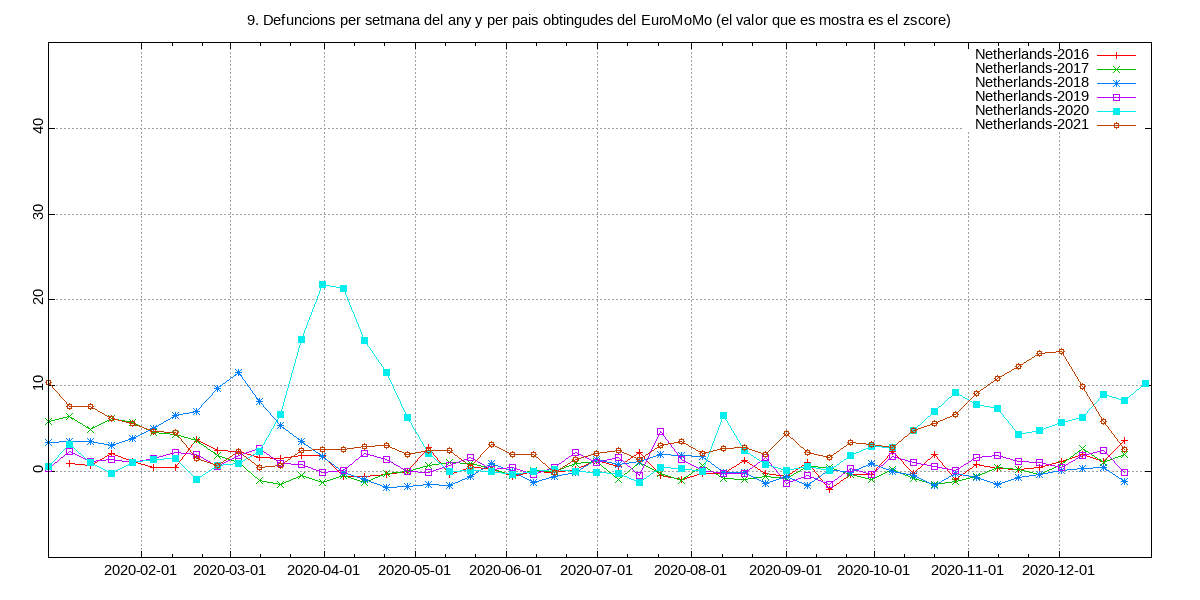 9. Defuncions per setmana del any y per pais obtingudes del EuroMoMo (el valor que es mostra es el zscore)
Netherlands-2016
Netherlands-2017
Netherlands-2018
Netherlands-2019
Netherlands-2020
Netherlands-2021
40
30
20
10
0
2020-02-01 2020-03-01 2020-04-01 2020-05-01 2020-06-01 2020-07-01 2020-08-01 2020-09-01 2020-10-01 2020-11-01 2020-12-01